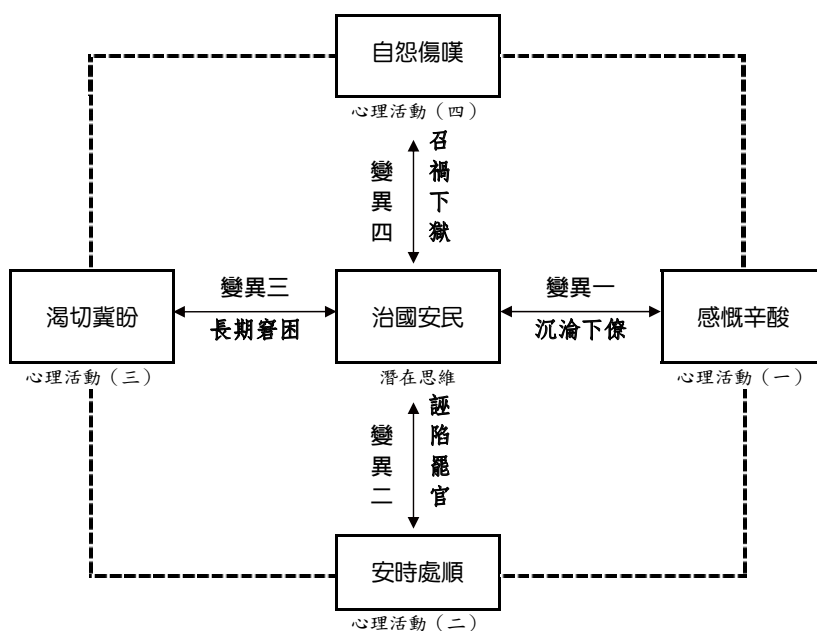 自怨傷嘆
心理活動（四）
變異四
召禍下獄
渴切冀盼
心理活動（三）
變異三
長期窘困
治國安民
潛在思維
變異一
沉淪下僚
感慨辛酸
心理活動（一）
變異二
誣陷罷官
安時處順
心理活動（二）